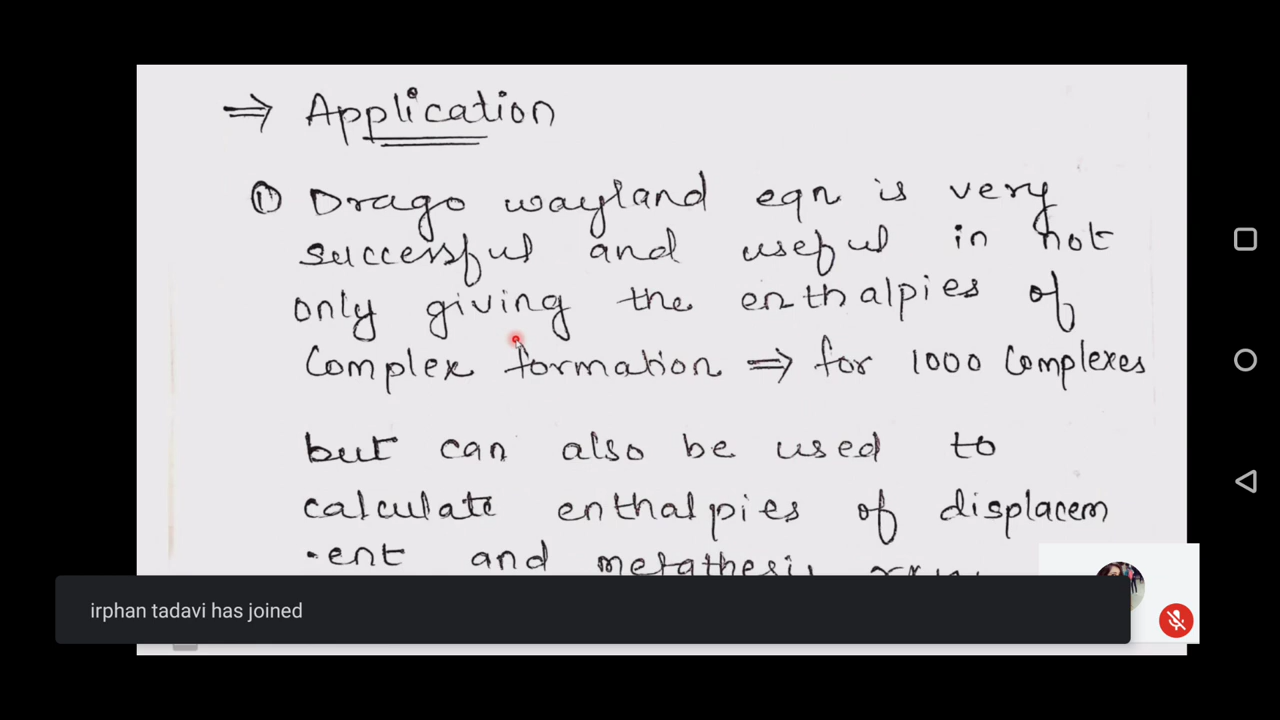 ⇒ Application
① Drago wayland eqn is very
successful and useful in not
only giving the enthalpies of
Complex formation ⇒ for 1000 Complexes
but can also be used to
calculate enthalpies of displacem
-ent and metathesis rxn.
irphan tadavi has joined